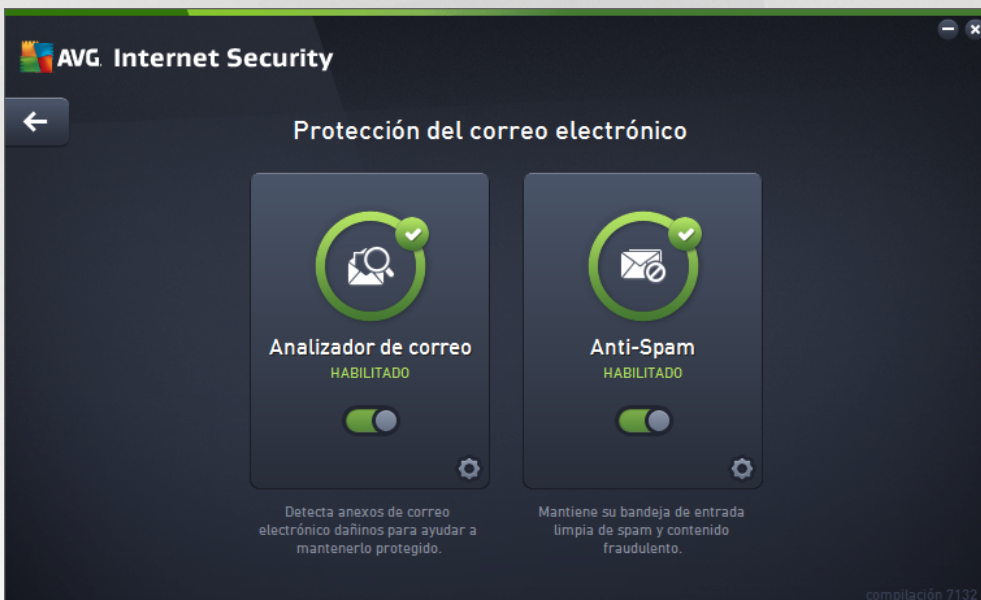 AVG. Internet Security
Protección del correo electrónico
Analizador de correo
HABILITADO
Detecta anexos de correo
electrónico dañinos para ayudar a
mantenerlo protegido.
Anti-Spam
HABILITADO
Mantiene su bandeja de entrada
limpia de spam y contenido
fraudulento.
compilación 7132